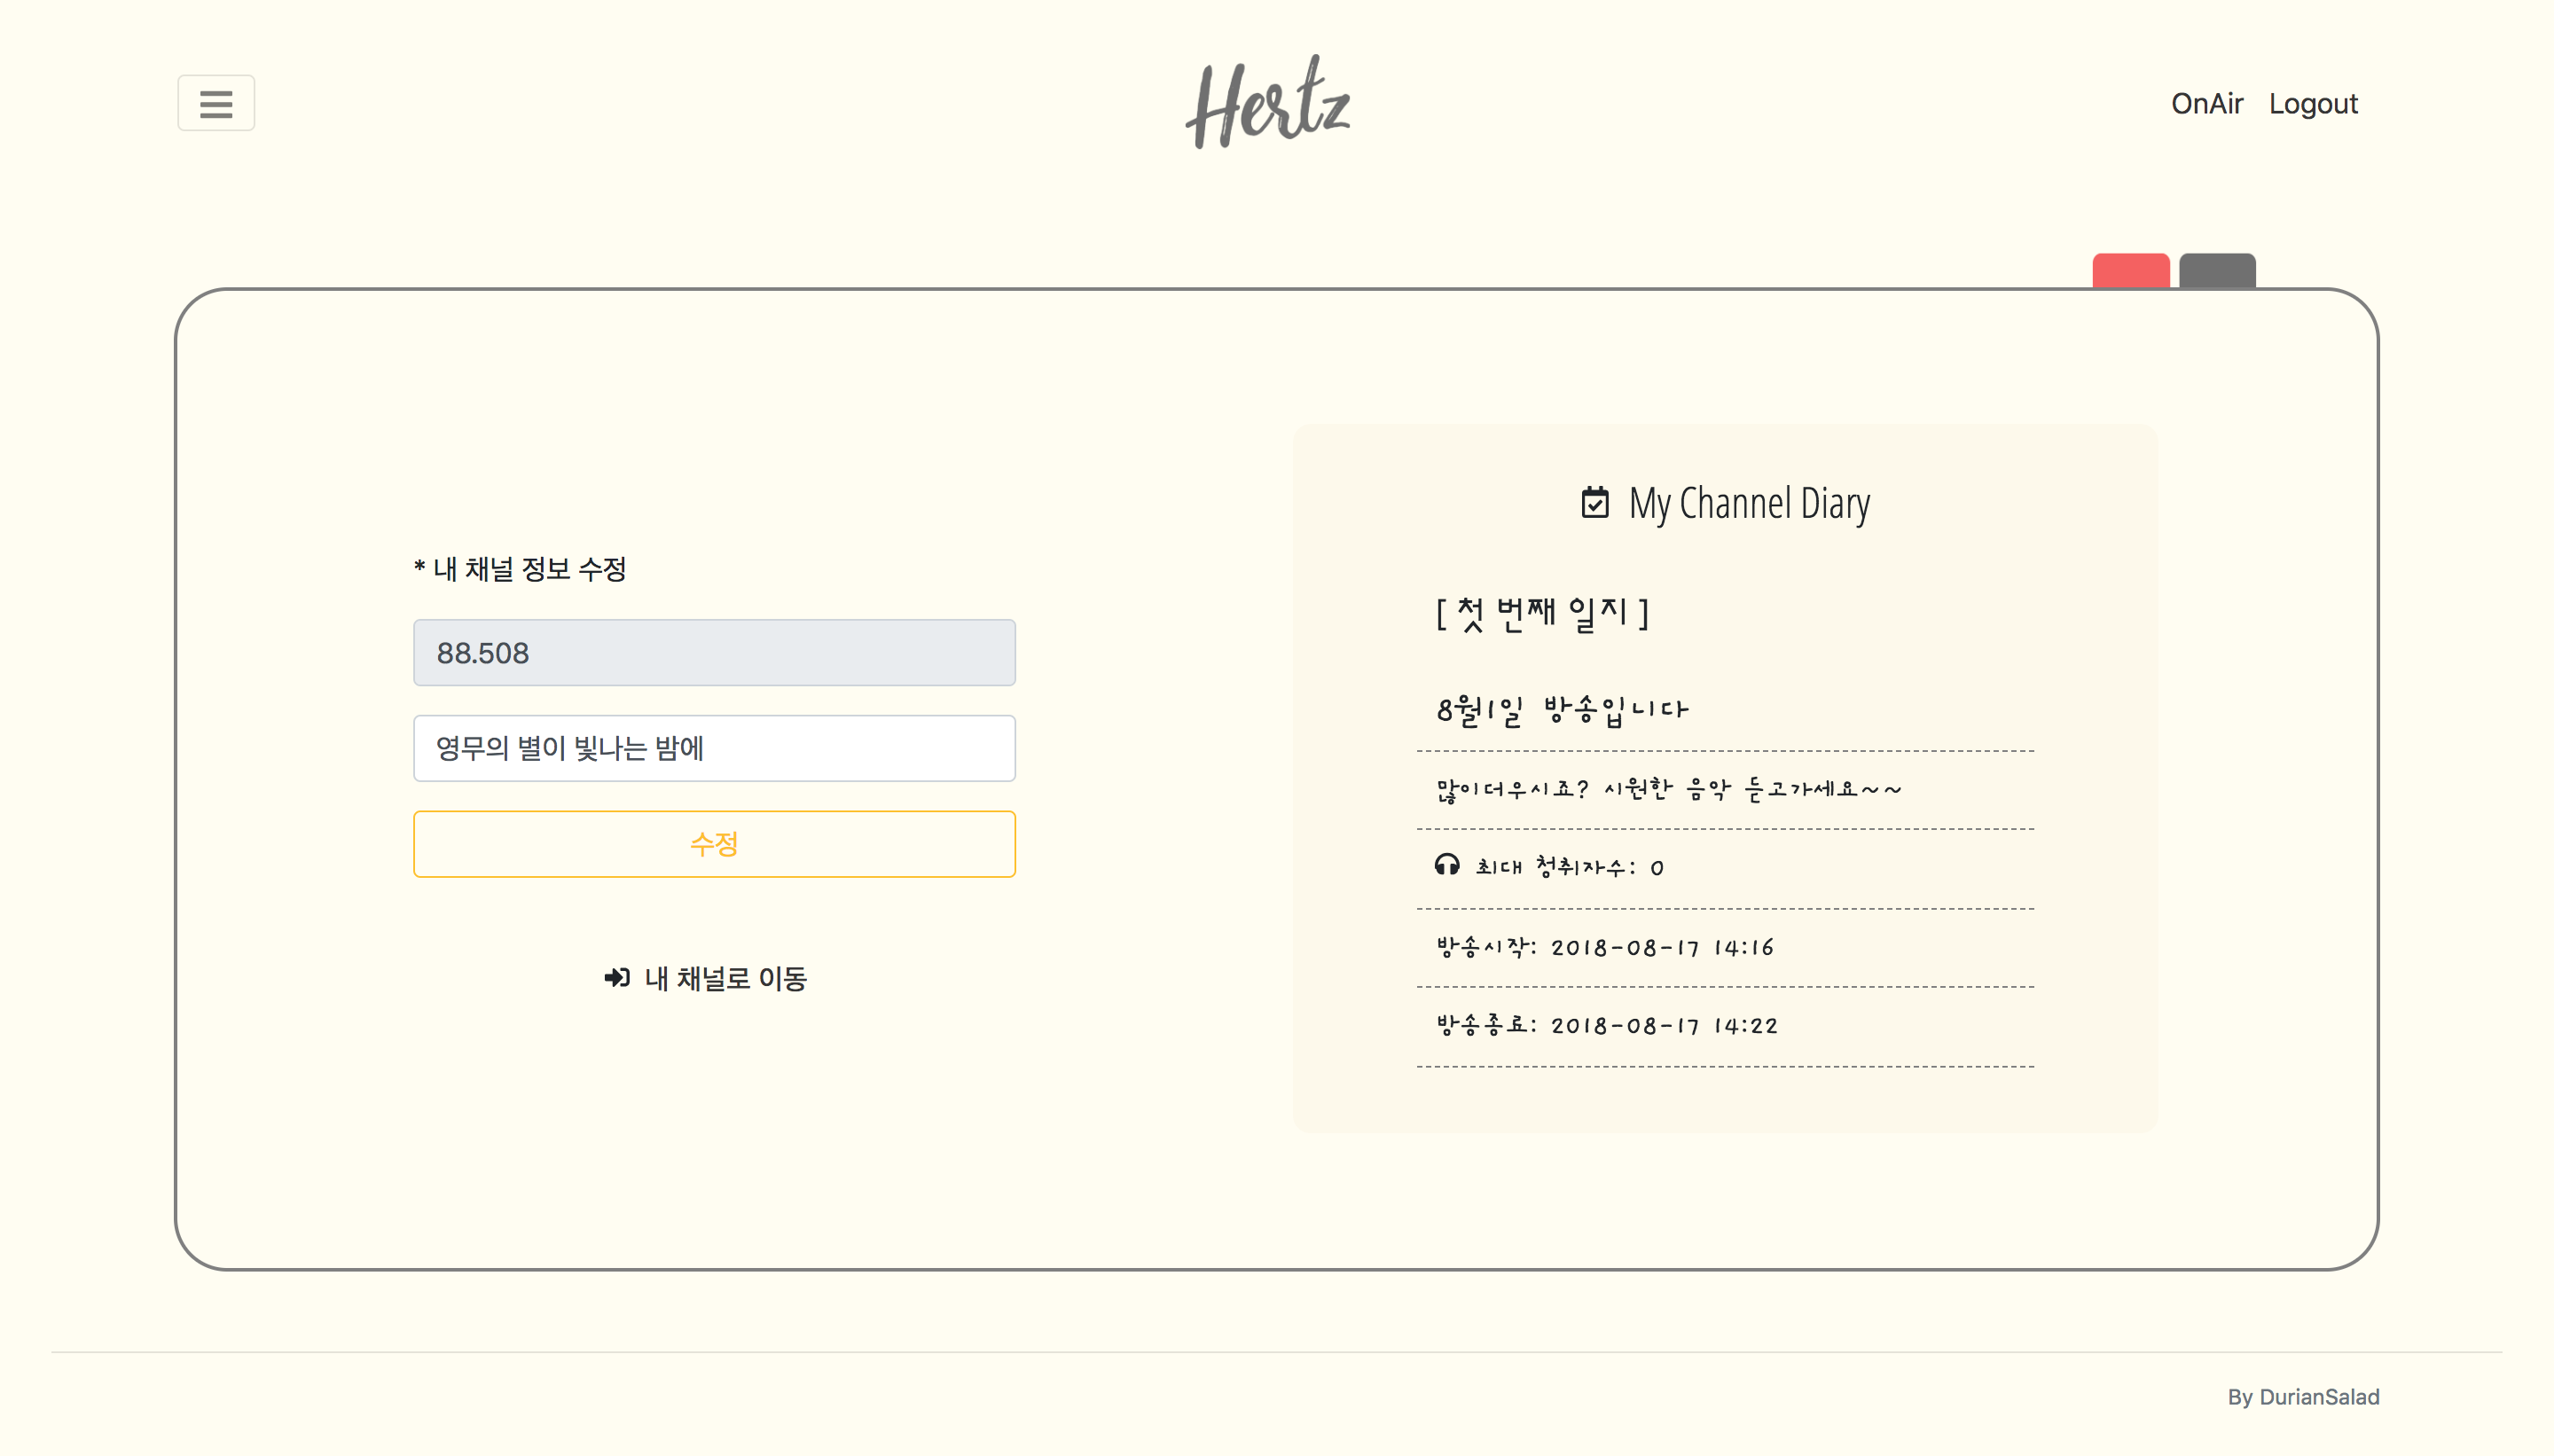 Hertz
OnAir Logout
* 내 채널 정보 수정
88.508
영무의 별이 빛나는 밤에
수정
내 채널로 이동
My Channel Diary
[ 첫 번째 일지 ]
8월1일 방송입니다
많이더우시죠? 시원한 음악 듣고가세요~~
최대 청취자수: 0
방송시작: 2018-08-17 14:16
방송종료: 2018-08-17 14:22
By DurianSalad